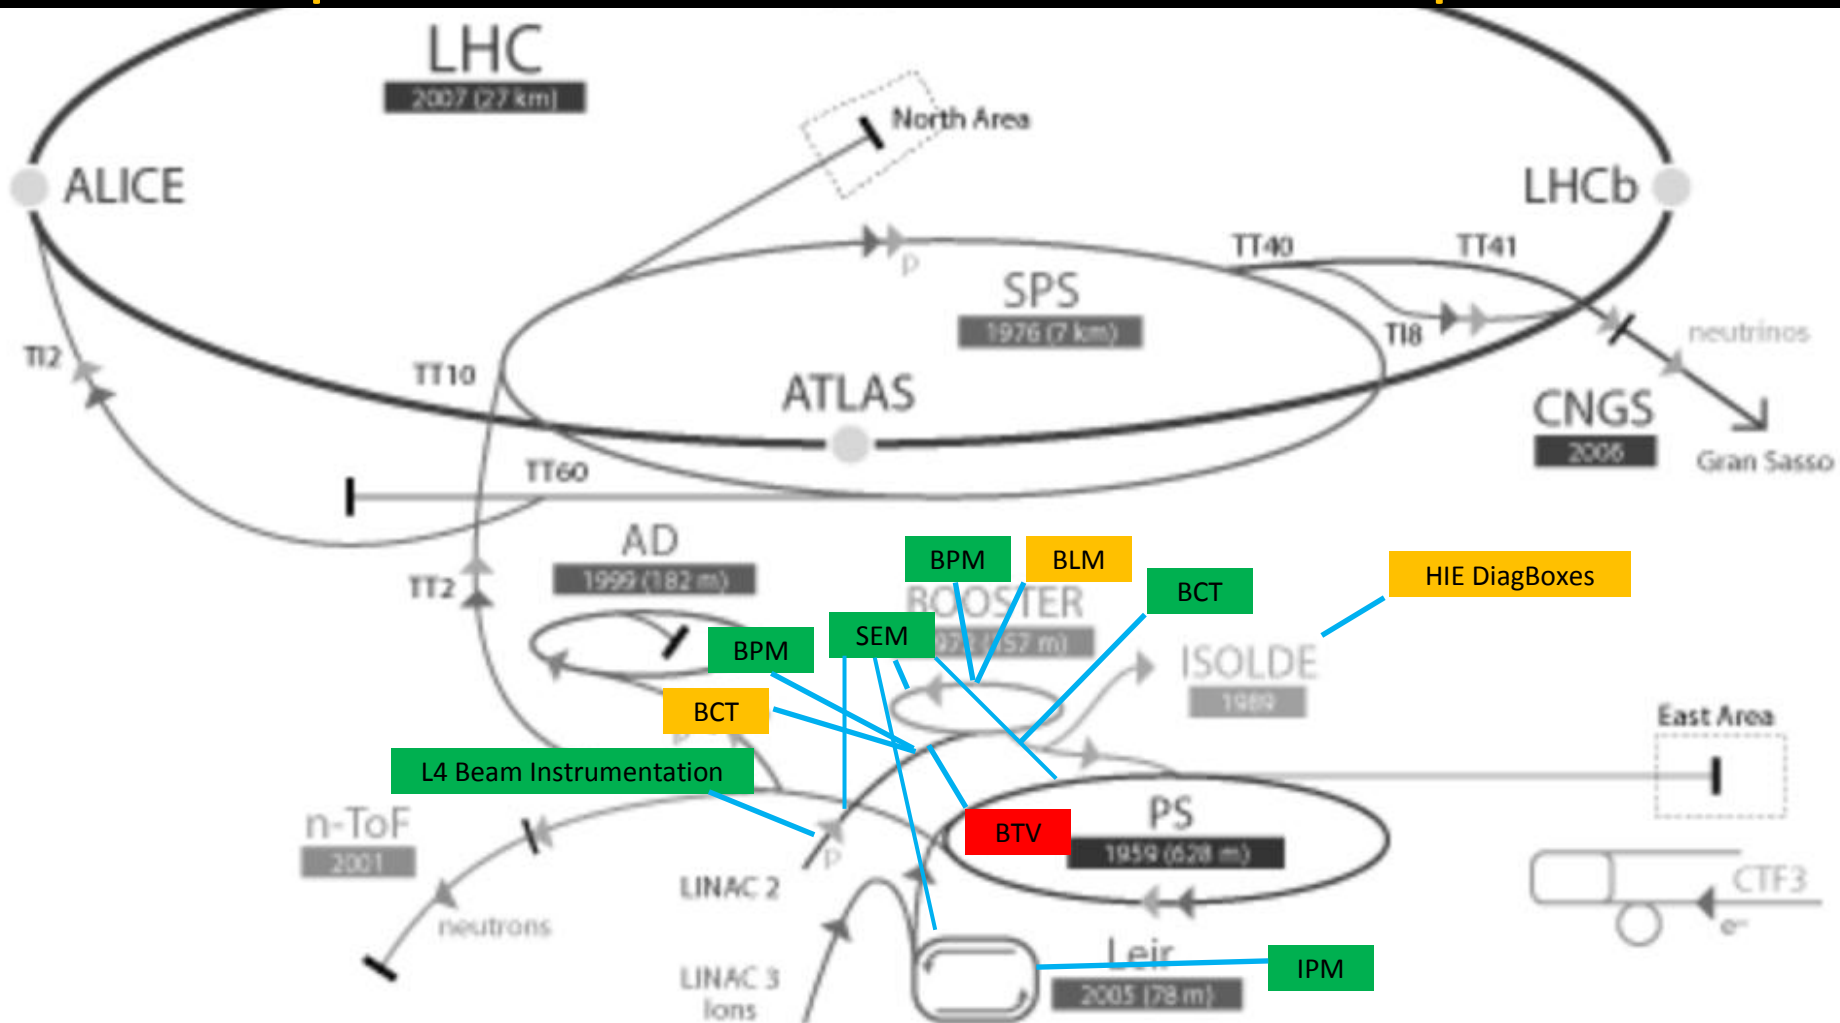 LHC
2007 (27 km)
North Area
ALICE
LHCb
TT40
TT41
p
SPS
1976 (7 km)
TI8
neutrinos
TI2
TT10
ATLAS
CNGS
2006
Gran Sasso
TT60
AD
1999 (182 m)
BPM
BLM
HIE DiagBoxes
TT2
BOOSTER
BCT
SEM
(157 m)
BPM
ISOLDE
1989
BCT
East Area
p
L4 Beam Instrumentation
n-ToF
2001
PS
BTV
1959 (628 m)
p
LINAC 2
CTF3
e-
neutrons
Leir
IPM
LINAC 3
Ions
2005 (78 m)